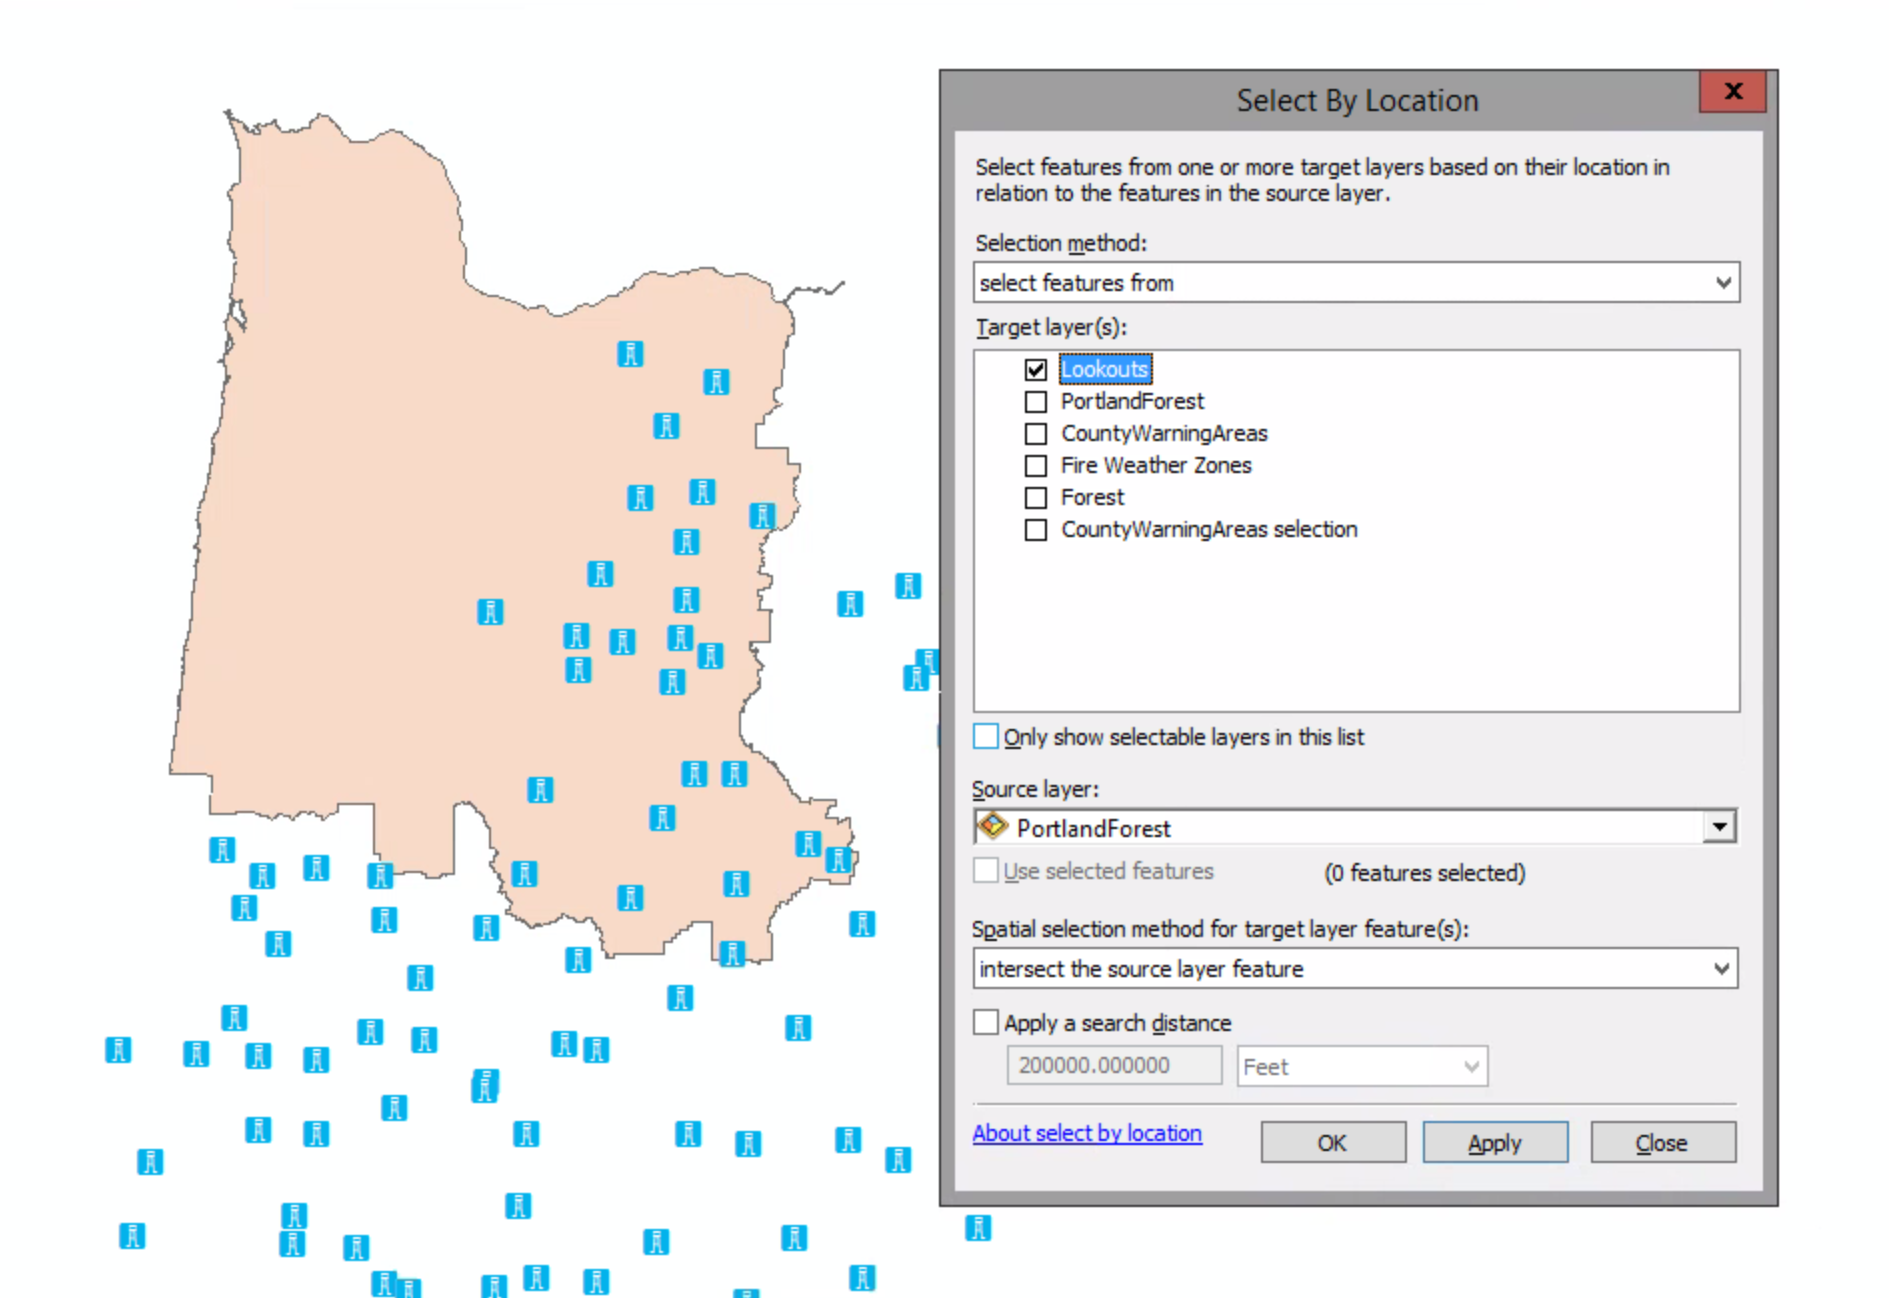 Select By Location
x
Select features from one or more target layers based on their location in
relation to the features in the source layer.
Selection method:
select features from
Target layer(s):
Lookouts
PortlandForest
CountyWarningAreas
Fire Weather Zones
Forest
CountyWarningAreas selection
Only show selectable layers in this list
Source layer:
PortlandForest
Use selected features (0 features selected)
Spatial selection method for target layer feature(s):
intersect the source layer feature
Apply a search distance
200000.000000 Feet
About select by location OK Apply Close